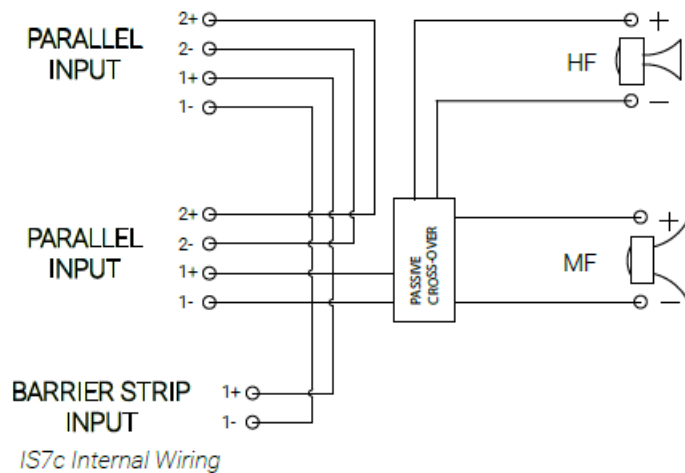 PARALLEL
INPUT
2+
2-
1+
1-
HF
+
−
PARALLEL
INPUT
2+
2-
1+
1-
PASSIVE
CROSS-OVER
MF
+
−
BARRIER STRIP
INPUT
1+
1-
IS7c Internal Wiring